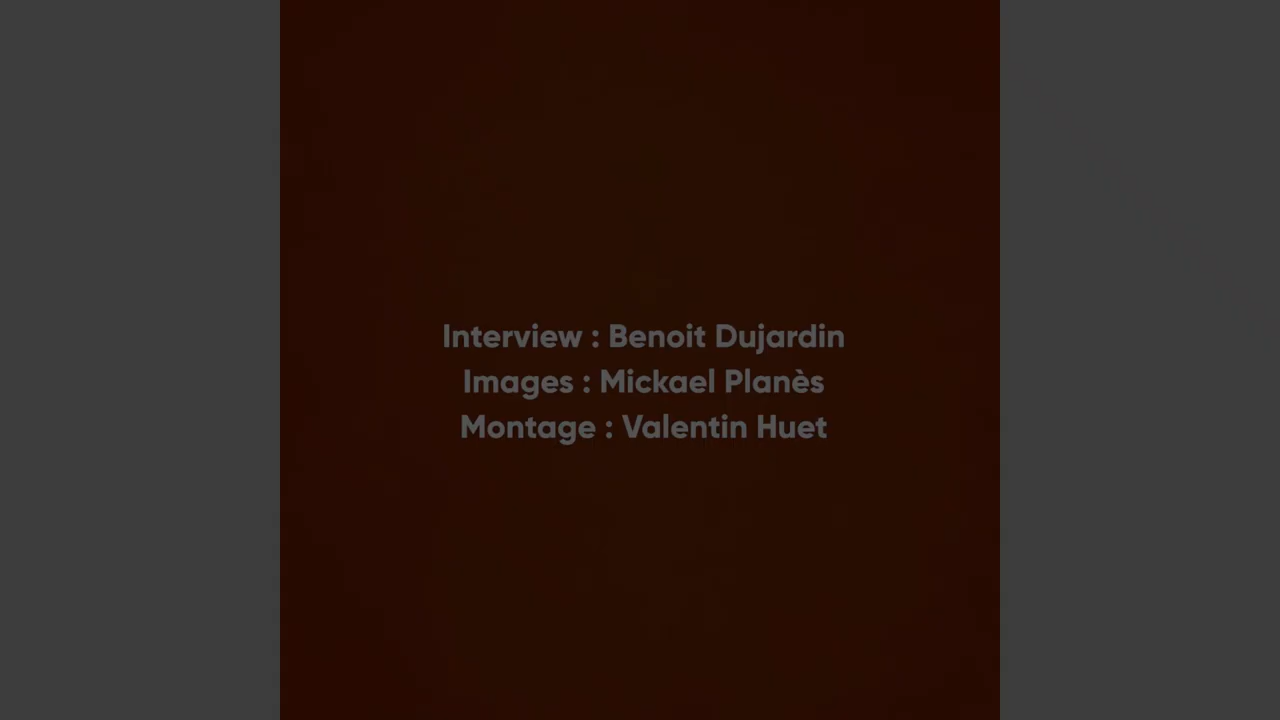 Interview : Benoit Dujardin
Images : Mickael Planès
Montage : Valentin Huet